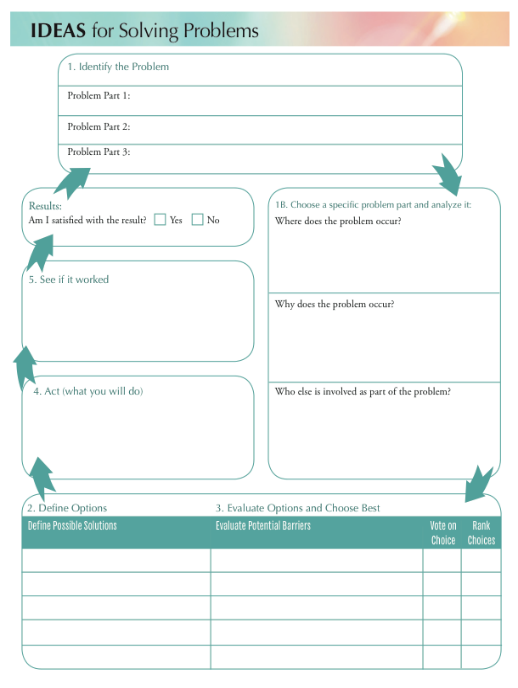 IDEAS for Solving Problems
1. Identify the Problem
Problem Part 1:
Problem Part 2:
Problem Part 3:
1B. Choose a specific problem part and analyze it:
Where does the problem occur?
Why does the problem occur?
Who else is involved as part of the problem?
2. Define Options
3. Evaluate Options and Choose Best
Define Possible Solutions
Evaluate Potential Barriers
Vote on
Choice
Rank
Choices
4. Act (what you will do)
5. See if it worked
Results:
Am I satisfied with the result? Yes No